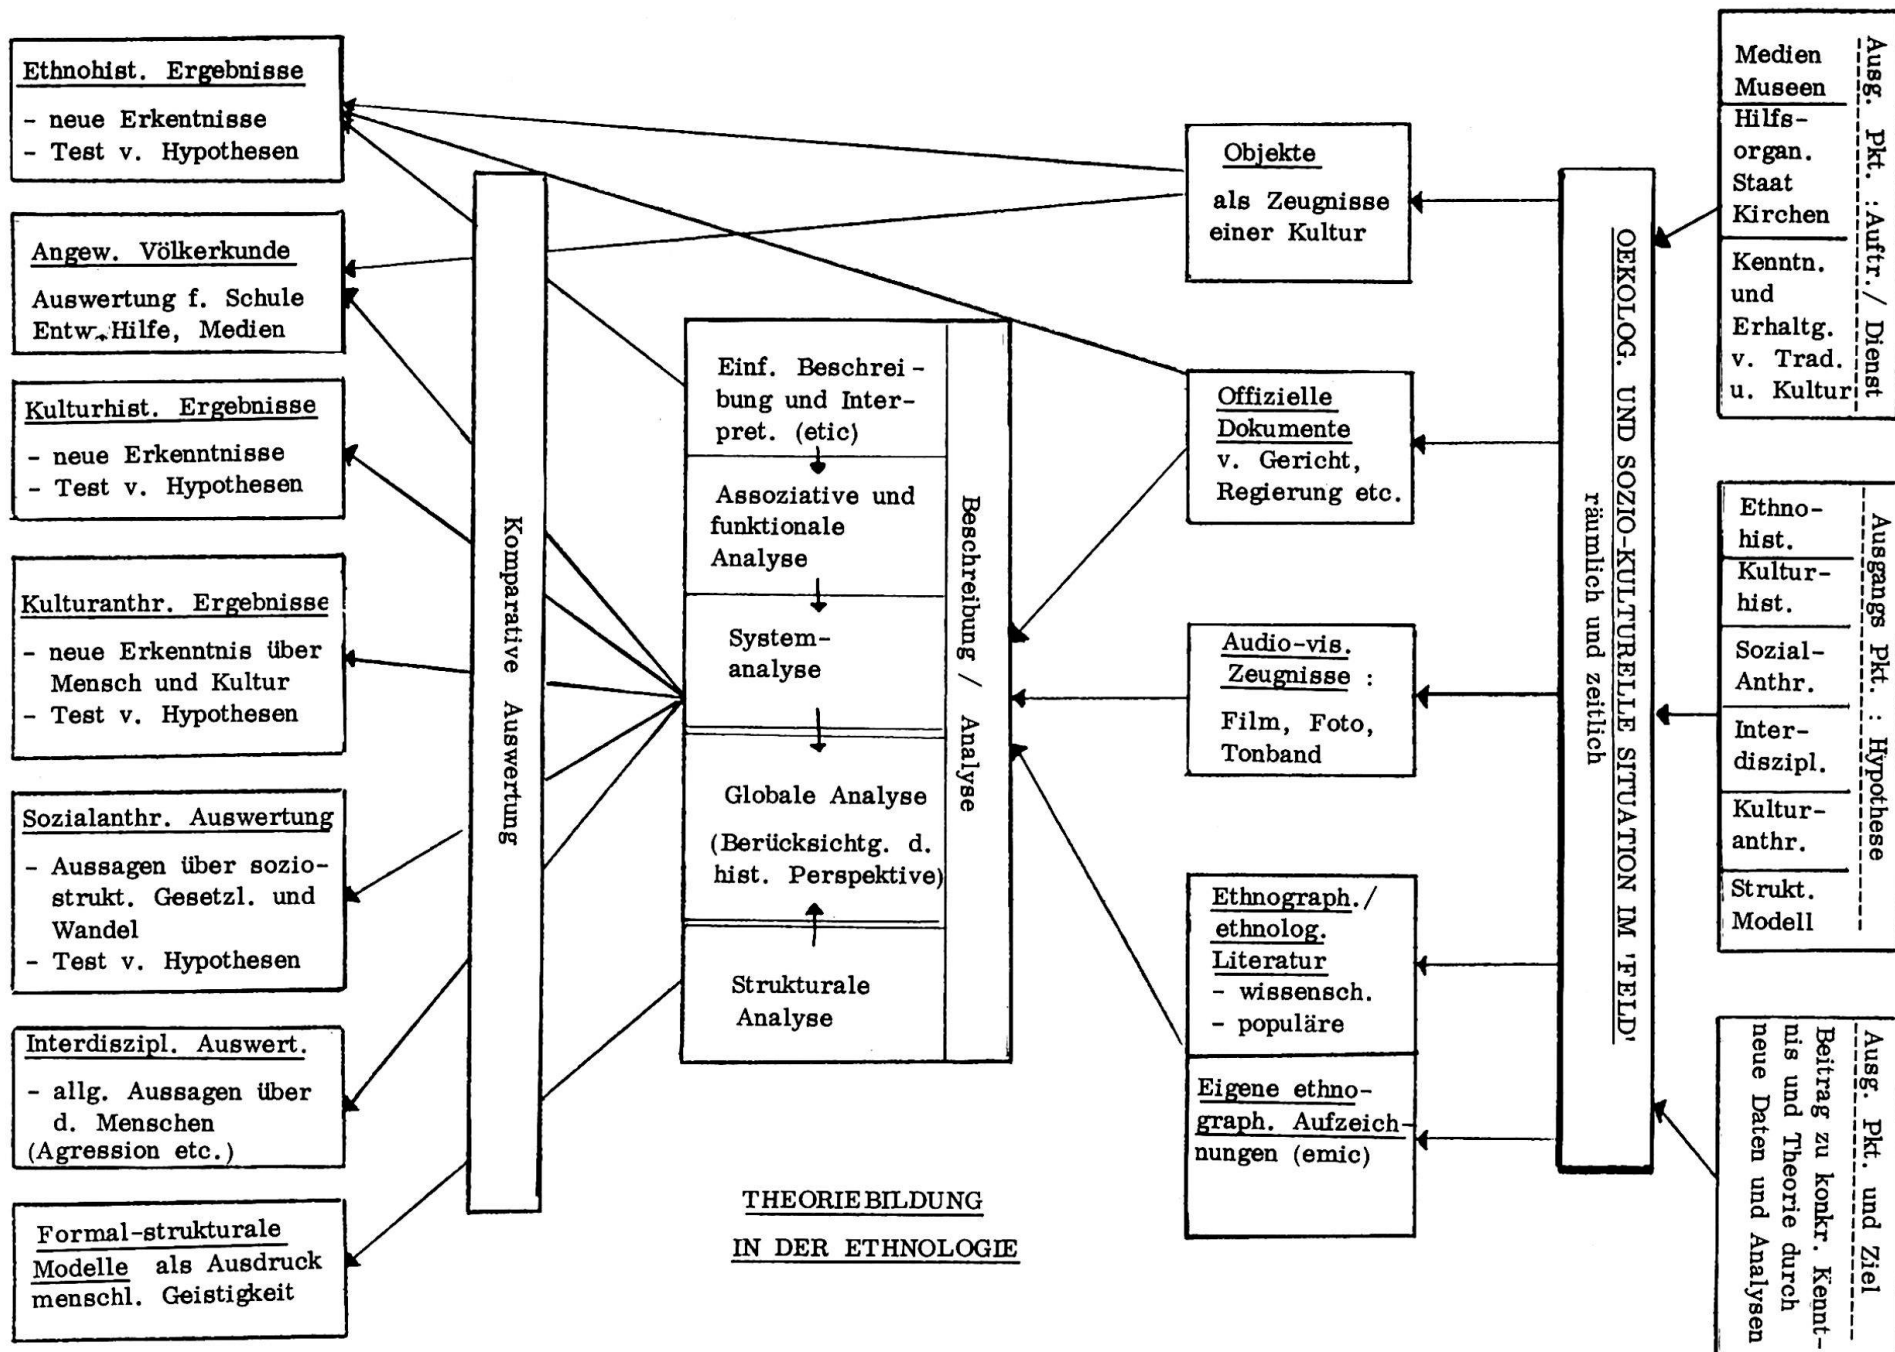 Ethnohist. Ergebnisse
- neue Erkentnisse
- Test v. Hypothesen
Angew. Völkerkunde
Auswertung f. Schule
Entw. Hilfe, Medien
Kulturhist. Ergebnisse
- neue Erkenntnisse
- Test v. Hypothesen
Kulturanthr. Ergebnisse
- neue Erkenntnis über
Mensch und Kultur
- Test v. Hypothesen
Sozialanthr. Auswertung
- Aussagen über sozio-
strukt. Gesetzl. und
Wandel
- Test v. Hypothesen
Interdiszipl. Auswert.
- allg. Aussagen über
d. Menschen
(Agression etc.)
Formal-strukturale
Modelle als Ausdruck
menschl. Geistigkeit
Komparative Auswertung
Einf. Beschrei-
bung und Inter-
pret. (etic)
Assoziative und
funktionale
Analyse
System-
analyse
Globale Analyse
(Berücksichtg. d.
hist. Perspektive)
Strukturale
Analyse
Beschreibung / Analyse
THEORIEBILDUNG
IN DER ETHNOLOGIE
Objekte
als Zeugnisse
einer Kultur
Offizielle
Dokumente
v. Gericht,
Regierung etc.
Audio-vis.
Zeugnisse :
Film, Foto,
Tonband
Ethnograph./
ethnolog.
Literatur
- wissensch.
- populäre
Eigene ethno-
graph. Aufzeich-
nungen (emic)
OEKOLOG. UND SOZIO-KULTURELLE SITUATION IM 'FELD'
räumlich und zeitlich
Ausg. Pkt. : Auftr./ Dienst
Medien
Museen
Hilfs-
organ.
Staat
Kirchen
Kenntn.
und
Erhaltg.
v. Trad.
u. Kultur
Ausgangs Pkt. : Hypothese
Ethno-
hist.
Kultur-
hist.
Sozial-
Anthr.
Inter-
diszipl.
Kultur-
anthr.
Strukt.
Modell
Ausg. Pkt. und Ziel
Beitrag zu konkr. Kennt-
nis und Theorie durch
neue Daten und Analysen